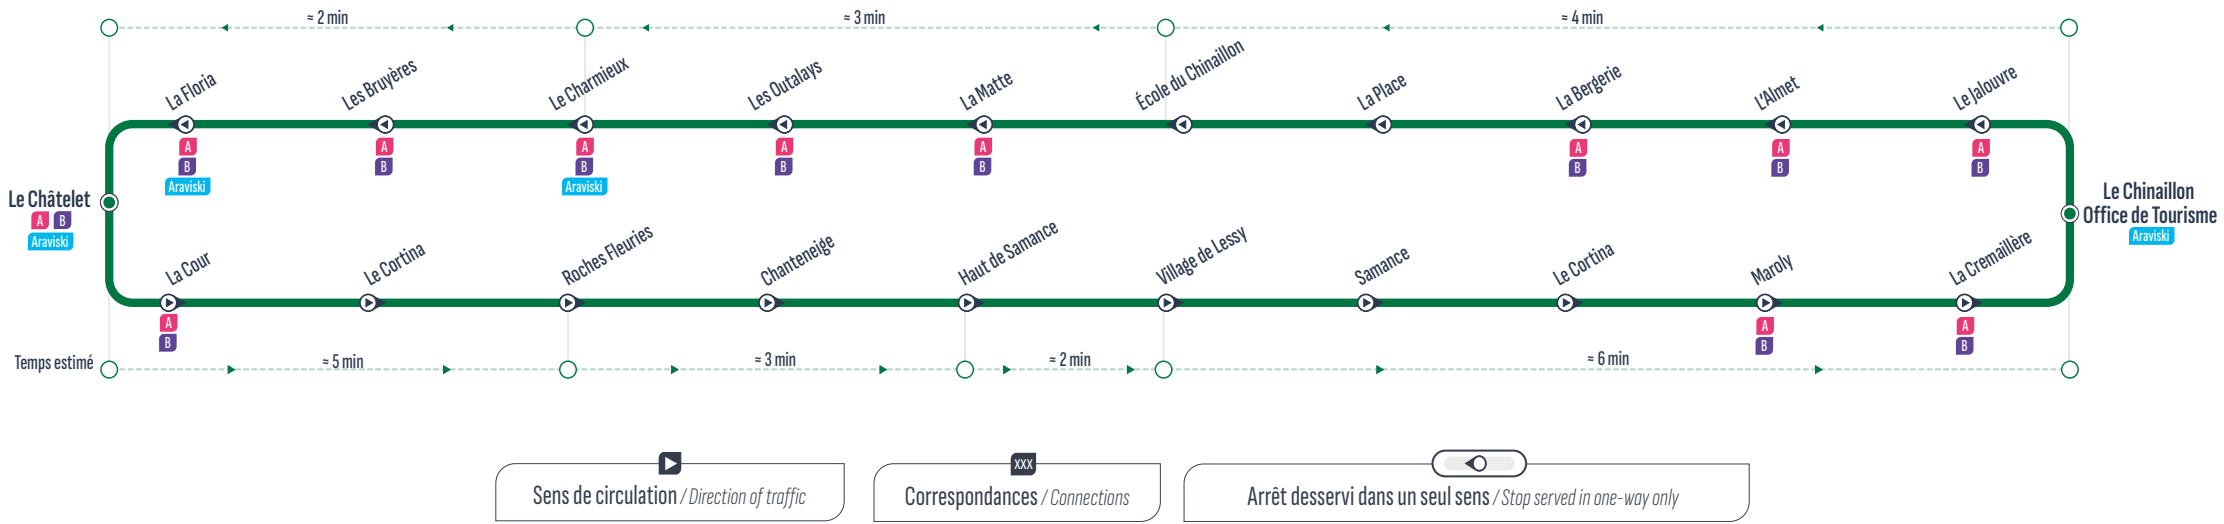 ≈ 2 min
≈ 3 min
≈ 4 min
La Floria
Les Bruyères
Le Charmieux
Les Outalays
La Matte
École du Chinaillon
La Place
La Bergerie
L'Almet
Le Jalouvre
A
B
Araviski
A
B
A
B
Araviski
A
B
A
B
A
B
A
B
A
B
Le Châtelet
A B
Araviski
Le Chinaillon
Office de Tourisme
Araviski
La Cour
Le Cortina
Roches Fleuries
Chanteneige
Haut de Samance
Village de Lessy
Samance
Le Cortina
Maroly
La Cremaillère
A
B
A
B
A
B
Temps estimé
≈ 5 min
≈ 3 min
≈ 2 min
≈ 6 min
Sens de circulation / Direction of traffic
XXX
Correspondances / Connections
Arrêt desservi dans un seul sens / Stop served in one-way only